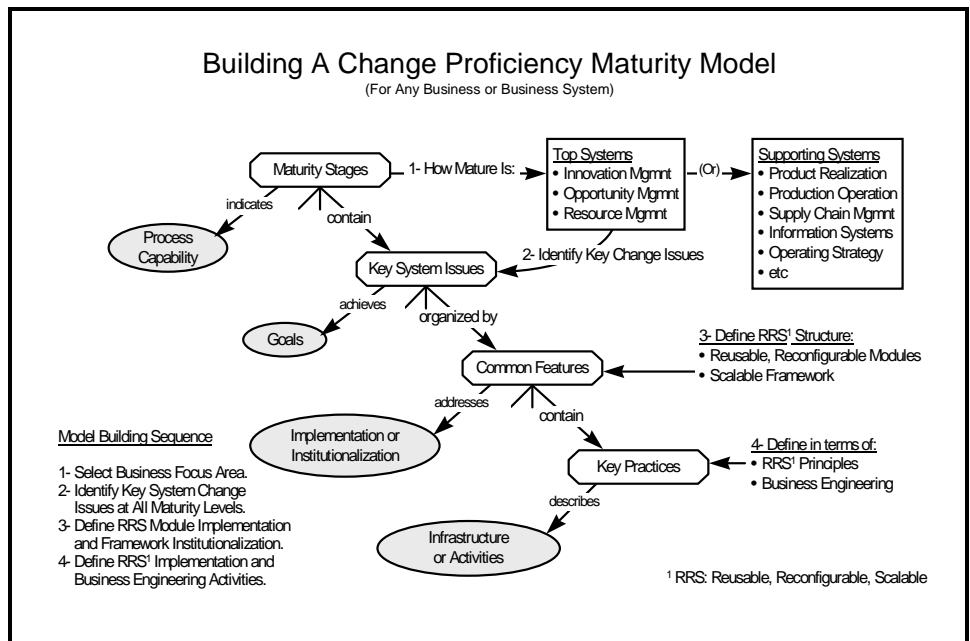 Building A Change Proficiency Maturity Model
(For Any Business or Business System)
Maturity Stages
1- How Mature Is:
Top Systems
• Innovation Mgmnt
• Opportunity Mgmnt
• Resource Mgmnt
(Or)
Supporting Systems
• Product Realization
• Production Operation
• Supply Chain Mgmnt
• Information Systems
• Operating Strategy
• etc
indicates
contain
Process
Capability
2- Identify Key Change Issues
Key System Issues
achieves
organized by
Goals
3- Define RRS¹ Structure:
• Reusable, Reconfigurable Modules
• Scalable Framework
Common Features
addresses
contain
Implementation or
Institutionalization
4- Define in terms of:
• RRS¹ Principles
• Business Engineering
Key Practices
describes
Infrastructure
or Activities
Model Building Sequence
1- Select Business Focus Area.
2- Identify Key System Change
Issues at All Maturity Levels.
3- Define RRS Module Implementation
and Framework Institutionalization.
4- Define RRS¹ Implementation and
Business Engineering Activities.
¹ RRS: Reusable, Reconfigurable, Scalable